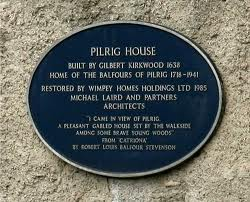 PILRIG HOUSE
BUILT BY GILBERT KIRKWOOD 1638
HOME OF THE BALFOURS OF PILRIG 1718-1941
RESTORED BY WIMPEY HOMES HOLDINGS LTD 1985
MICHAEL LAIRD AND PARTNERS
ARCHITECTS
"I CAME IN VIEW OF PILRIG,
A PLEASANT GABLED HOUSE SET BY THE WALKSIDE
AMONG SOME BRAVE YOUNG WOODS"
FROM 'CATRIONA'
BY ROBERT LOUIS BALFOUR STEVENSON